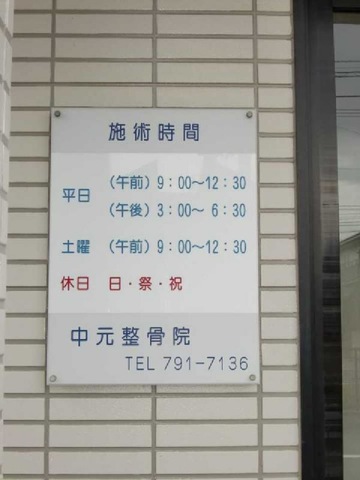 施術時間
平日 (午前) 9:00~12:30
(午後) 3:00~ 6:30
土曜 (午前) 9:00~12:30
休日 日・祭・祝
中元整骨院
TEL 791-7136